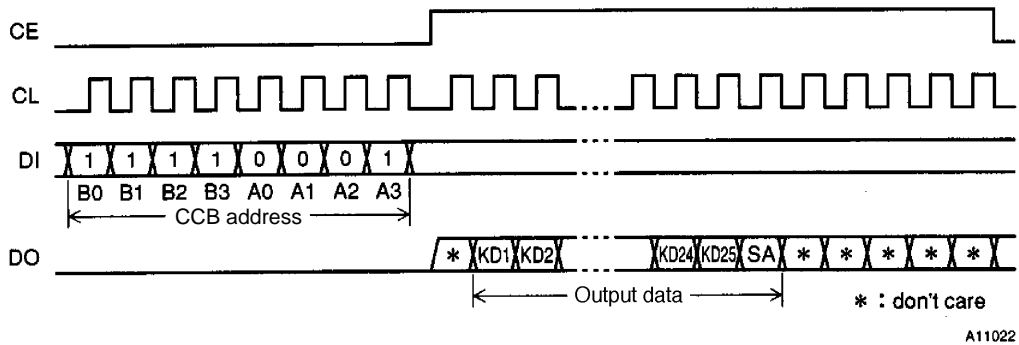 CE
CL
DI 1 1 1 1 0 0 0 1
B0 B1 B2 B3 A0 A1 A2 A3
CCB address
DO * KD1 KD2 KD24 KD25 SA * * * * *
Output data
* : don't care
A11022